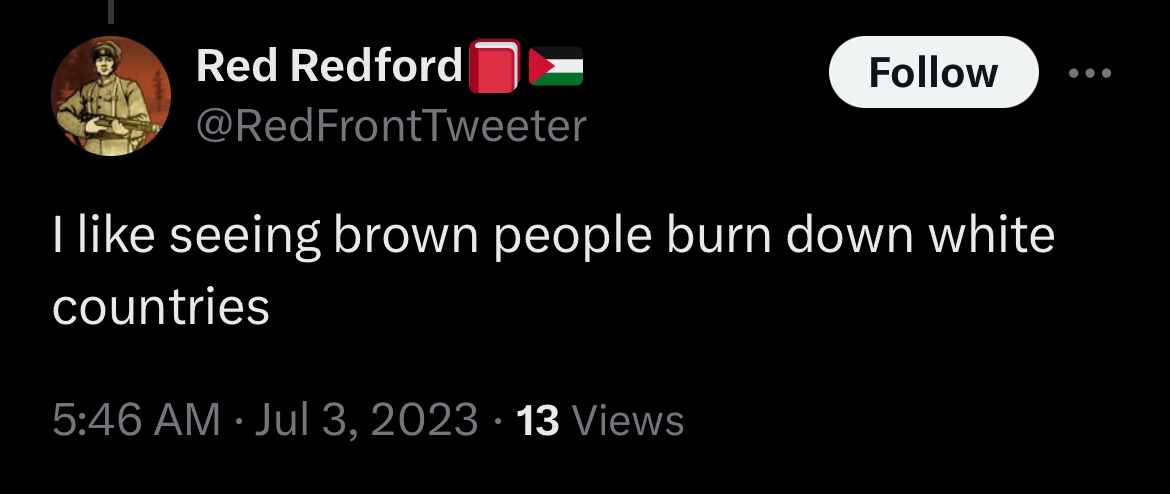 Red Redford📕🇵🇸
Follow
@RedFrontTweeter
I like seeing brown people burn down white
countries
5:46 AM · Jul 3, 2023 · 13 Views